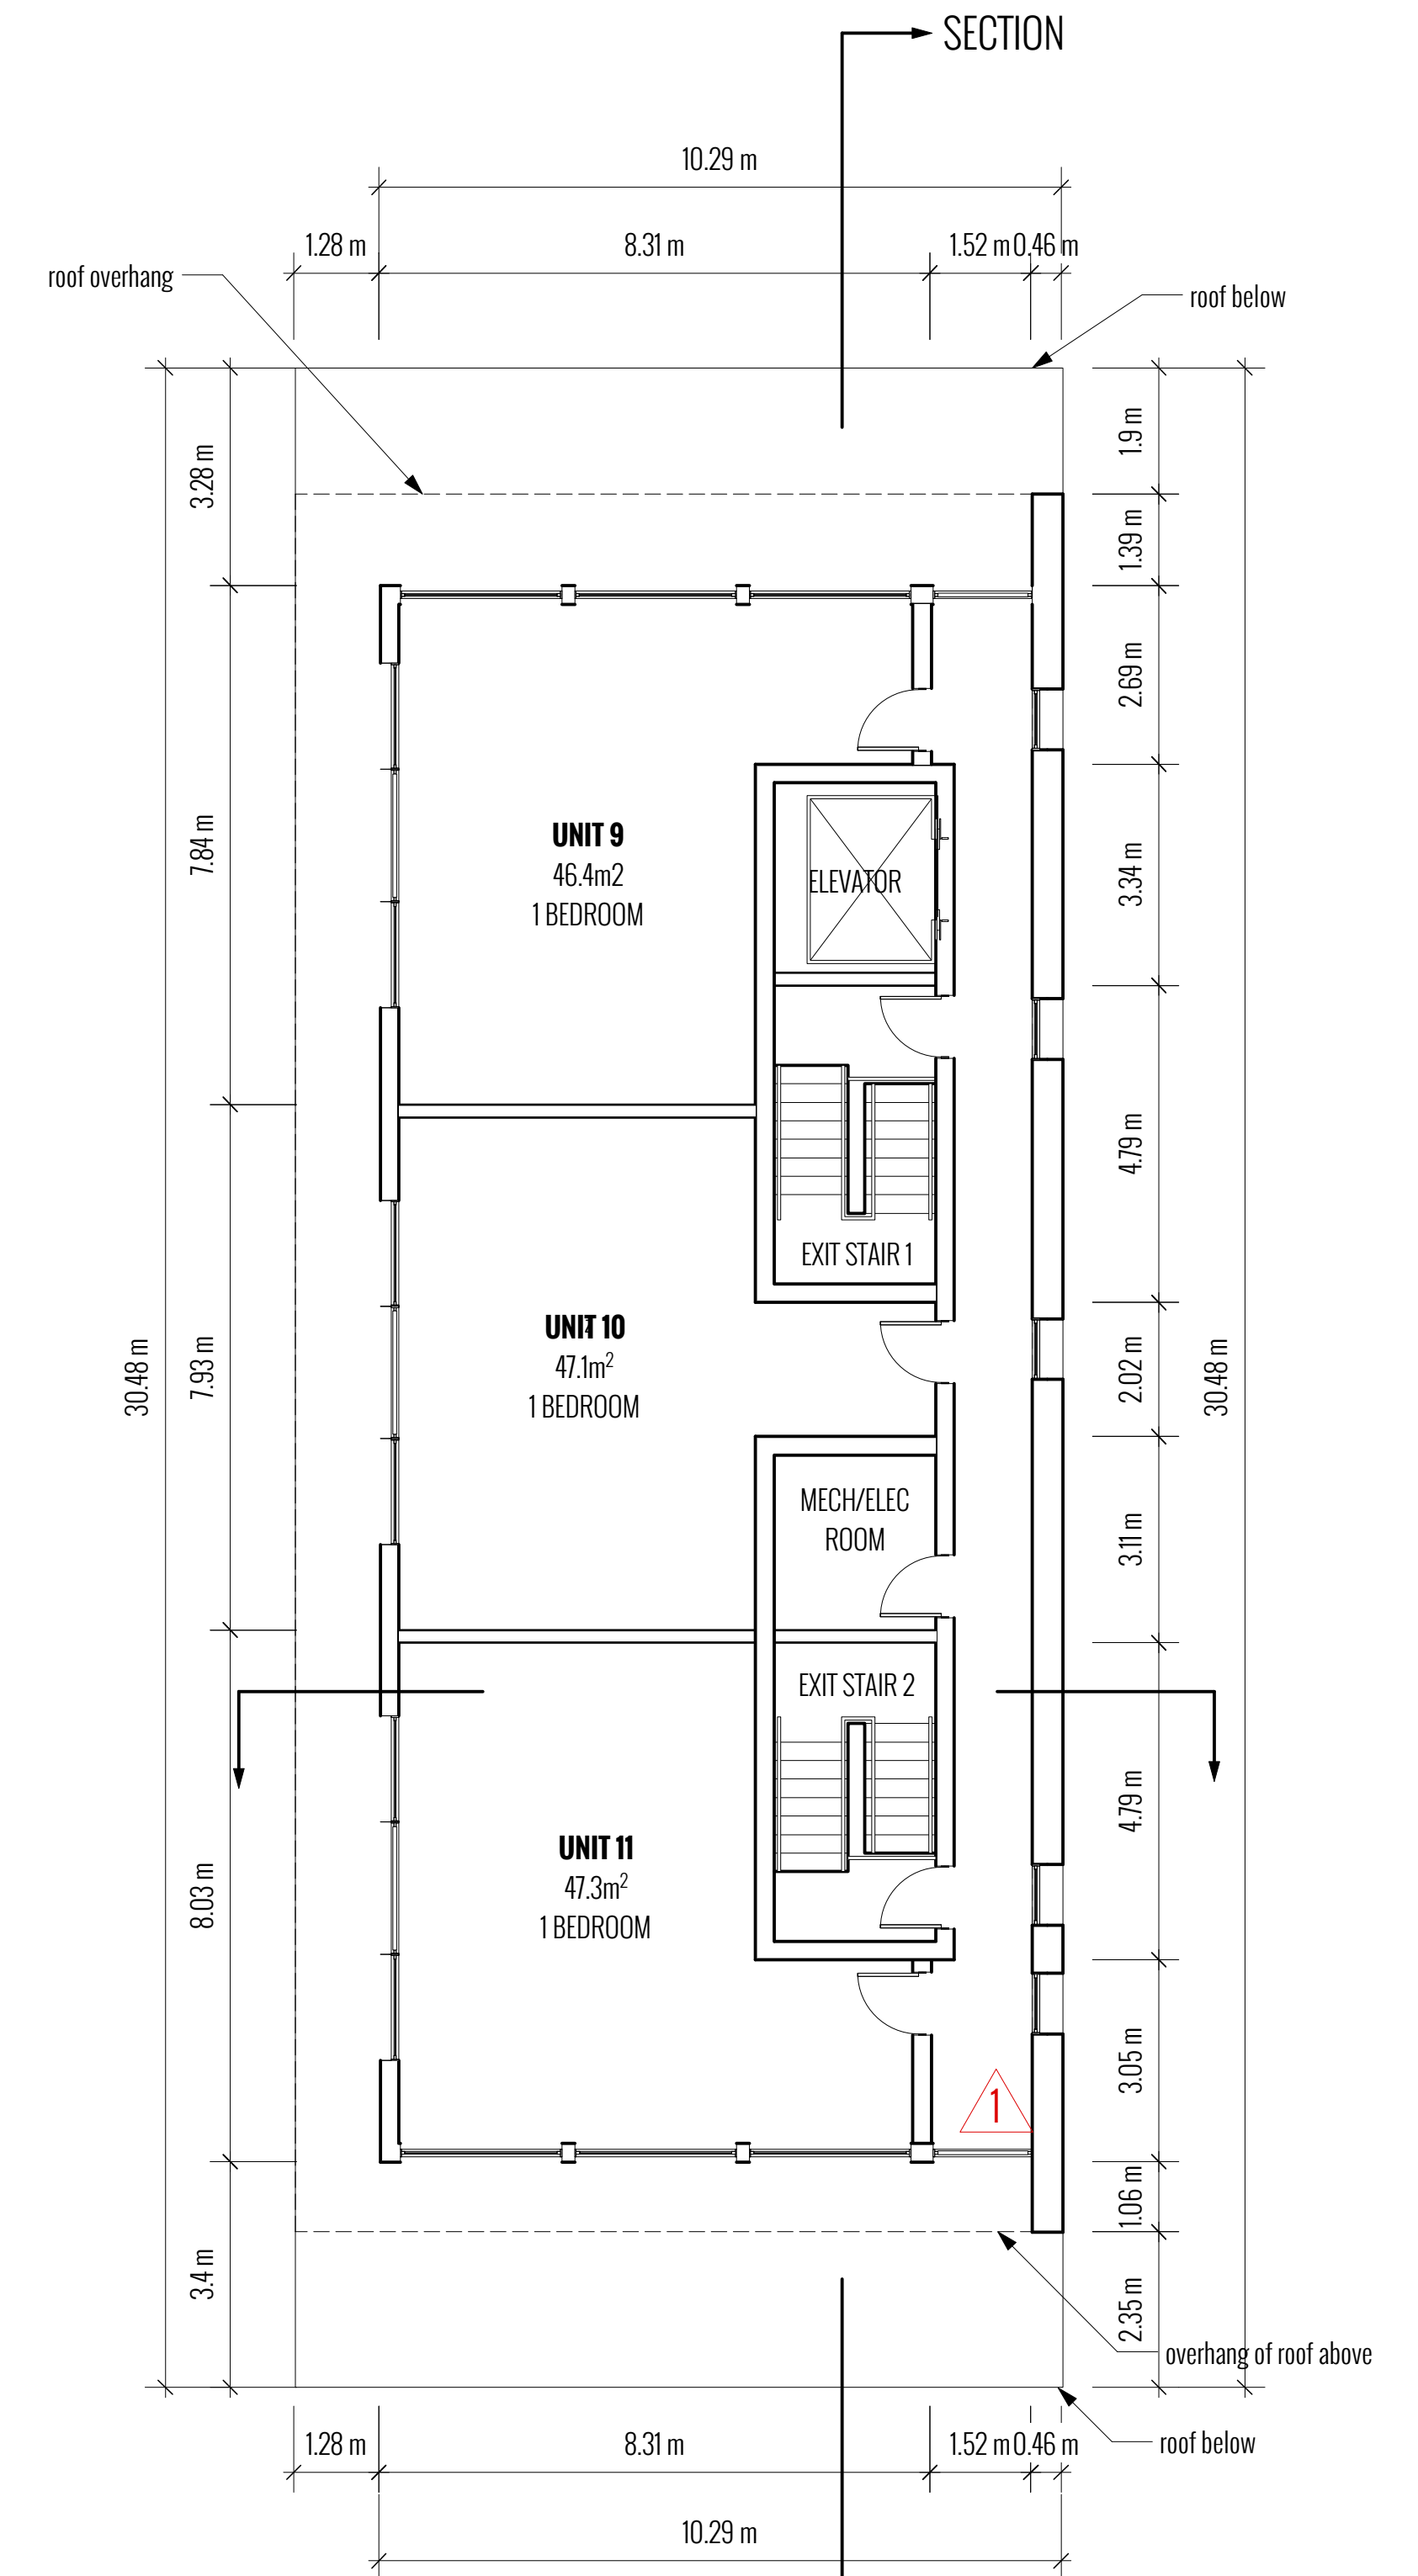 SECTION
10.29 m
1.28 m
8.31 m
1.52 m
0.46 m
roof overhang
roof below
1.9 m
3.28 m
1.39 m
2.69 m
7.84 m
UNIT 9
46.4m2
1 BEDROOM
ELEVATOR
3.34 m
4.79 m
EXIT STAIR 1
30.48 m
7.93 m
UNIT 10
47.1m²
1 BEDROOM
2.02 m
30.48 m
MECH/ELEC
ROOM
3.11 m
EXIT STAIR 2
8.03 m
UNIT 11
47.3m²
1 BEDROOM
4.79 m
3.05 m
1
1.06 m
3.4 m
2.35 m
overhang of roof above
roof below
1.28 m
8.31 m
1.52 m
0.46 m
10.29 m